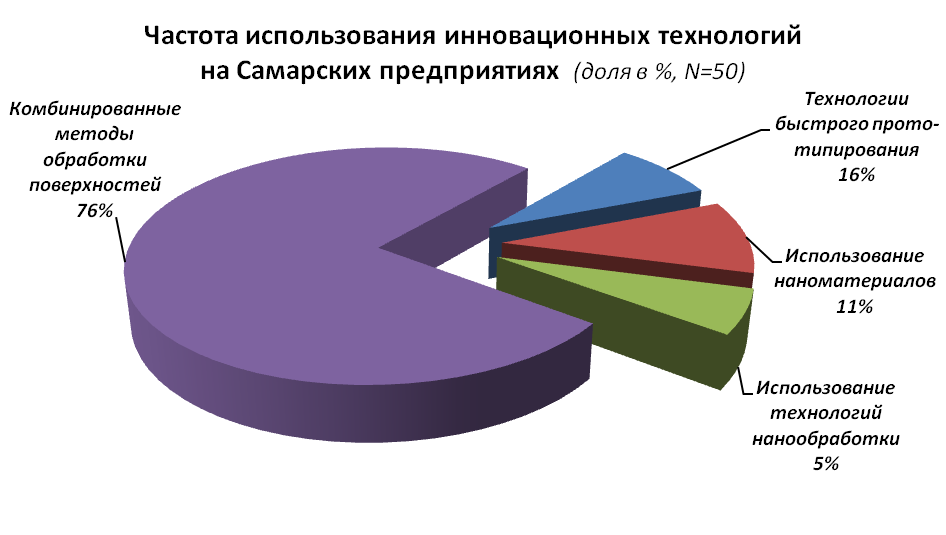 Частота использования инновационных технологий
на Самарских предприятиях (доля в %, N=50)
Комбинированные
методы
обработки
поверхностей
76%
Технологии
быстрого прото-
типирования
16%
Использование
наноматериалов
11%
Использование
технологий
нанообработки
5%